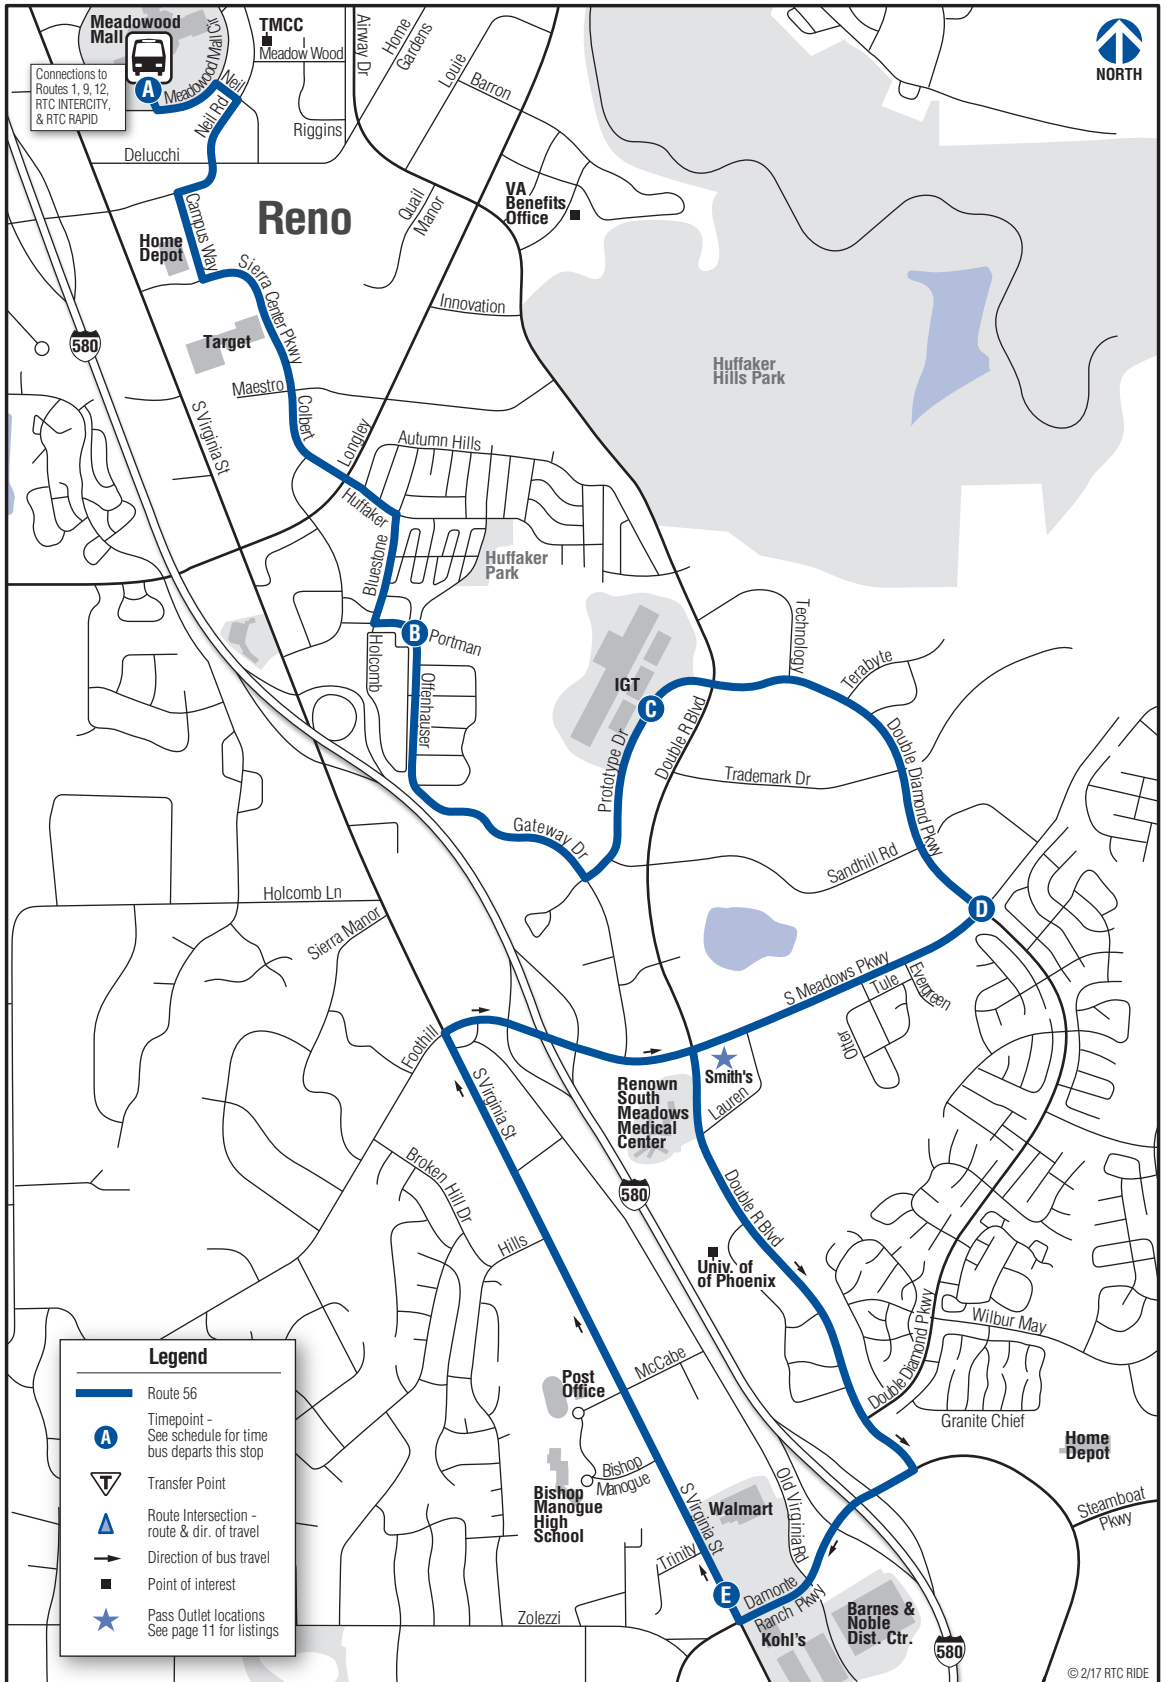 Meadowood
Mall
Meadowood Mall Cir
TMCC
Meadow Wood
Airway Dr
Home
Gardens
Louie
Barron
NORTH
Connections to
Routes 1, 9, 12,
RTC INTERCITY,
& RTC RAPID
A
Neil
Neil Rd
Riggins
Delucchi
Reno
Quail
Manor
VA
Benefits
Office
Campus Way
Home
Depot
Sierra Center Pkwy
Innovation
580
Target
Huffaker
Hills Park
Maestro
Colbert
S Virginia St
Longley
Autumn Hills
Huffaker
Bluestone
Huffaker
Park
B
Portman
Holcomb
Offenhauser
Technology
Terabyte
IGT
C
Prototype Dr
Double R Blvd
Trademark Dr
Double Diamond Pkwy
Gateway Dr
Sandhill Rd
Holcomb Ln
Sierra Manor
D
S Meadows Pkwy
Tule
Evergreen
Otter
Foothill
S Virginia St
Smith's
Lauren
Renown
South
Meadows
Medical
Center
Broken Hill Dr
580
Double R Blvd
Hills
Univ. of
of Phoenix
Double Diamond Pkwy
Wilbur May
McCabe
Post
Office
Granite Chief
Home
Depot
Bishop
Manogue
Bishop
Manogue
High
School
S Virginia St
Walmart
Old Virginia Rd
Steamboat
Pkwy
Trinity
E
Damonte
Ranch Pkwy
Zolezzi
Kohl's
Barnes &
Noble
Dist. Ctr.
580
Legend
Route 56
A
Timepoint -
See schedule for time
bus departs this stop
T
Transfer Point
Route Intersection -
route & dir. of travel
Direction of bus travel
Point of interest
Pass Outlet locations
See page 11 for listings
© 2/17 RTC RIDE